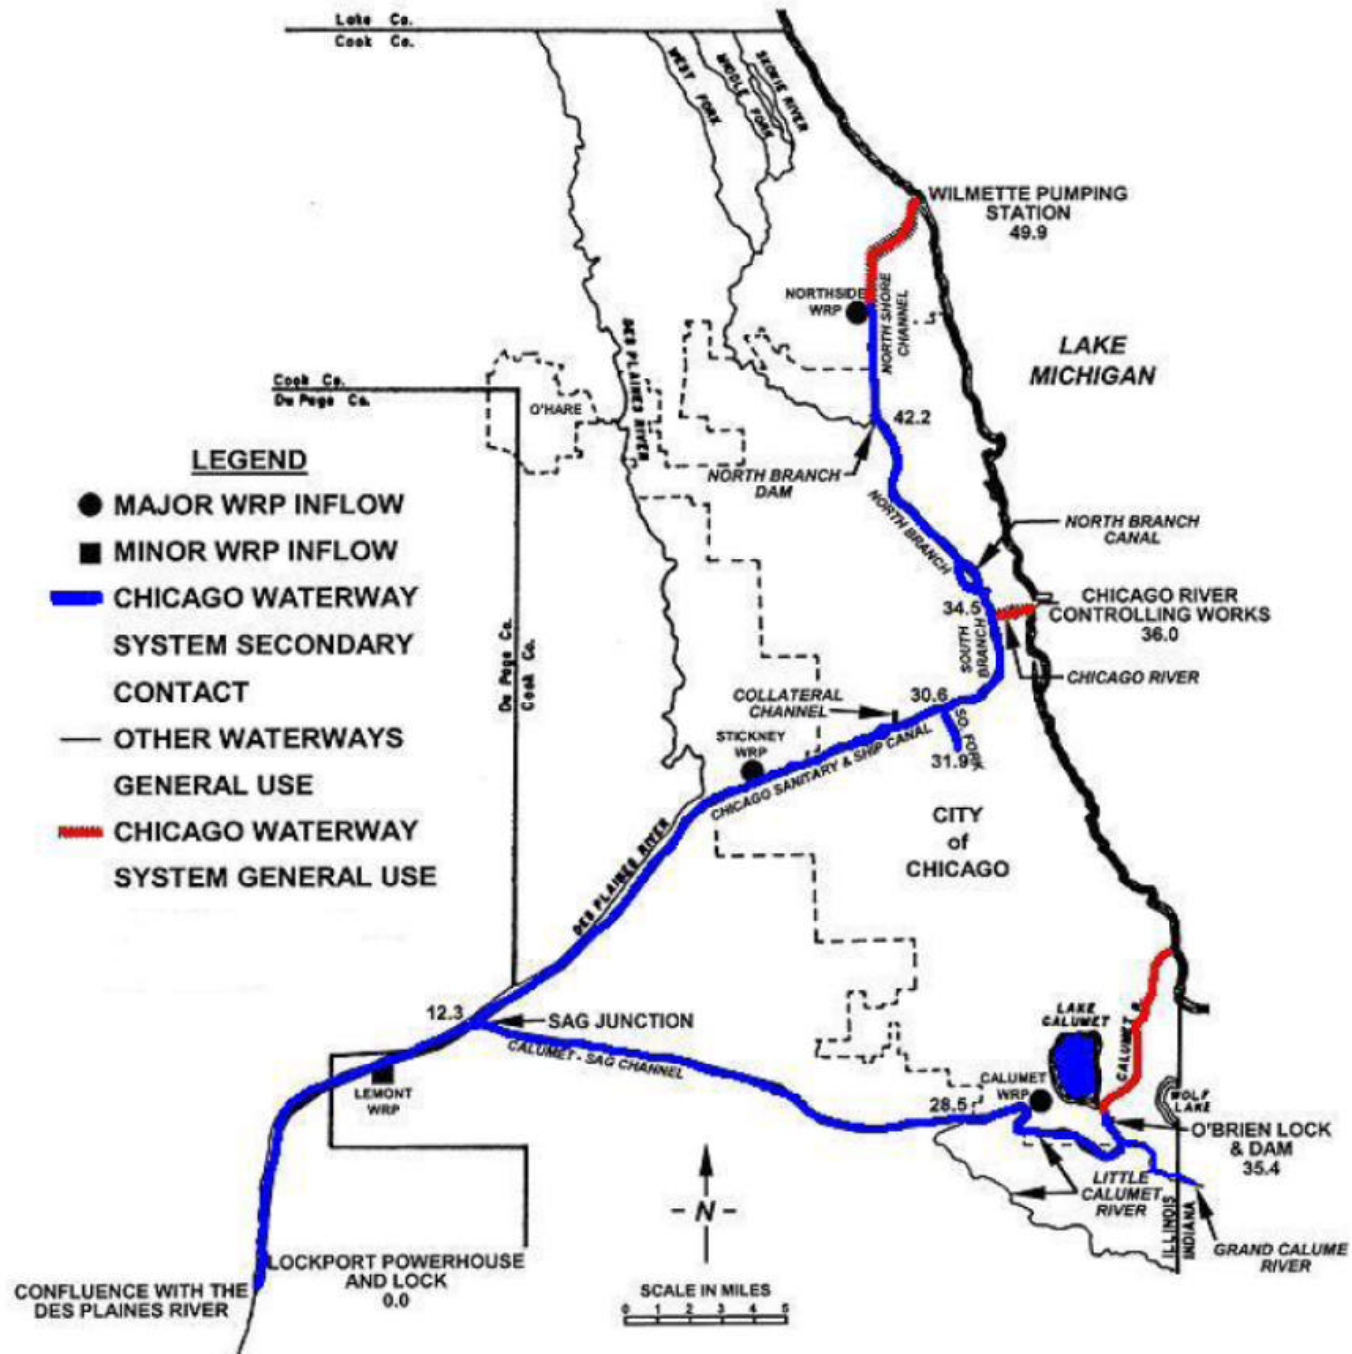 Lake Co.
Cook Co.
WEST FORK
MIDDLE FORK
SKOKIE RIVER
WILMETTE PUMPING
STATION
49.9
NORTHSIDE
WRP
NORTH SHORE
CHANNEL
DES PLAINES RIVER
LAKE
MICHIGAN
Cook Co.
Du Page Co.
O'HARE
42.2
NORTH BRANCH
DAM
LEGEND
MAJOR WRP INFLOW
MINOR WRP INFLOW
CHICAGO WATERWAY
SYSTEM SECONDARY
CONTACT
OTHER WATERWAYS
GENERAL USE
CHICAGO WATERWAY
SYSTEM GENERAL USE
NORTH BRANCH
NORTH BRANCH
CANAL
34.5
CHICAGO RIVER
CONTROLLING WORKS
36.0
SOUTH
BRANCH
CHICAGO RIVER
Du Page Co.
Cook Co.
COLLATERAL
CHANNEL
30.6
SO. FORK
31.9
STICKNEY
WRP
CHICAGO SANITARY & SHIP CANAL
CITY
of
CHICAGO
DES PLAINES RIVER
12.3
SAG JUNCTION
CALUMET - SAG CHANNEL
LEMONT
WRP
LAKE
CALUMET
CALUMET R.
CALUMET
WRP
28.5
WOLF
LAKE
O'BRIEN LOCK
& DAM
35.4
LITTLE
CALUMET
RIVER
ILLINOIS
INDIANA
GRAND CALUME
RIVER
- N -
LOCKPORT POWERHOUSE
AND LOCK
0.0
CONFLUENCE WITH THE
DES PLAINES RIVER
SCALE IN MILES
0 1 2 3 4 5